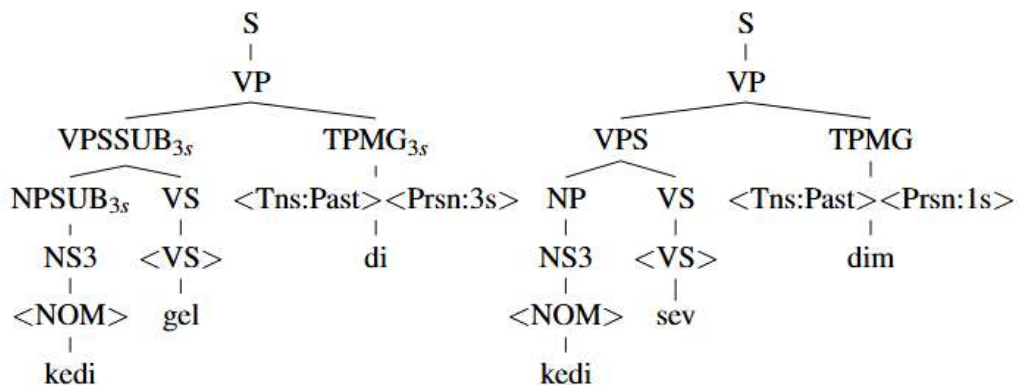 S S
VP VP
VPSSUB3s TPMG3s VPS TPMG
NPSUB3s VS <Tns:Past> <Prsn:3s> NP VS <Tns:Past> <Prsn:1s>
NS3 <VS> di NS3 <VS> dim
<NOM> gel <NOM> sev
kedi kedi